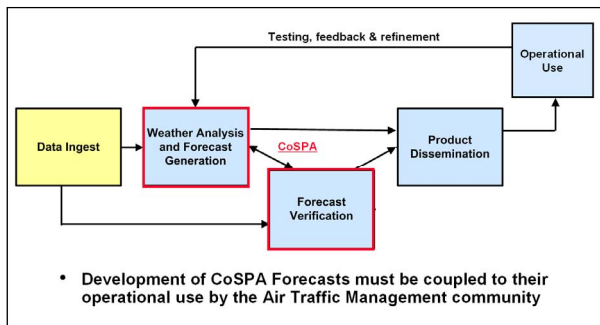 Testing, feedback & refinement
Operational
Use
Data Ingest
Weather Analysis
and Forecast
Generation
CoSPA
Product
Dissemination
Forecast
Verification
• Development of CoSPA Forecasts must be coupled to their
operational use by the Air Traffic Management community